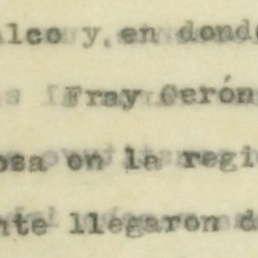 alco y en donde
s Fray Gerón
osa en la regi
nte llegaron d